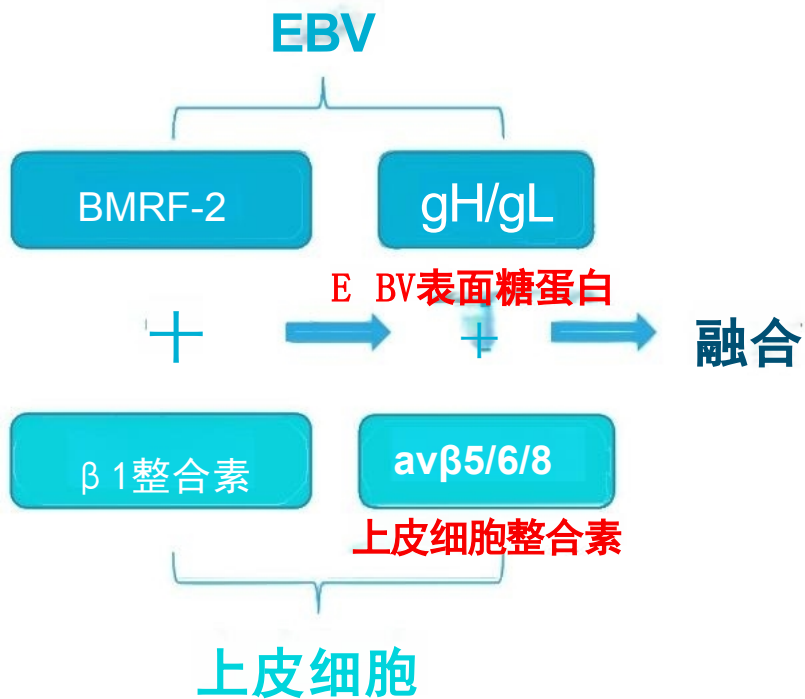 EBV
BMRF-2
gH/gL
E BV表面糖蛋白
+
+
融合
β1整合素
avβ5/6/8
上皮细胞整合素
上皮细胞